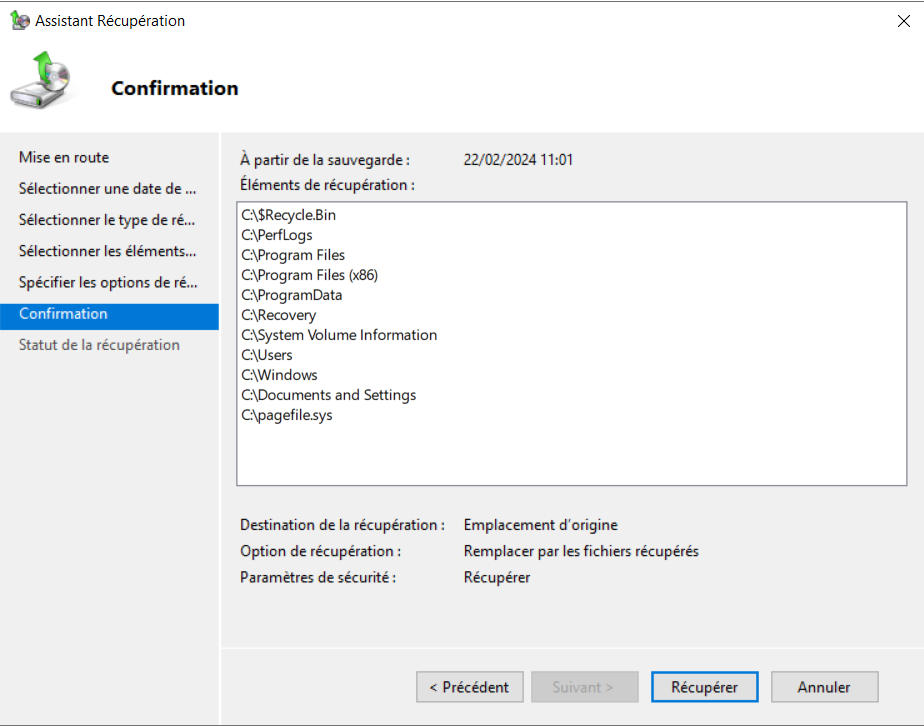 Assistant Récupération
Confirmation
Mise en route
Sélectionner une date de ...
Sélectionner le type de ré...
Sélectionner les éléments...
Spécifier les options de ré...
Confirmation
Statut de la récupération
À partir de la sauvegarde : 22/02/2024 11:01
Éléments de récupération :
C:\$Recycle.Bin
C:\PerfLogs
C:\Program Files
C:\Program Files (x86)
C:\ProgramData
C:\Recovery
C:\System Volume Information
C:\Users
C:\Windows
C:\Documents and Settings
C:\pagefile.sys
Destination de la récupération : Emplacement d'origine
Option de récupération : Remplacer par les fichiers récupérés
Paramètres de sécurité : Récupérer
< Précédent Suivant > Récupérer Annuler